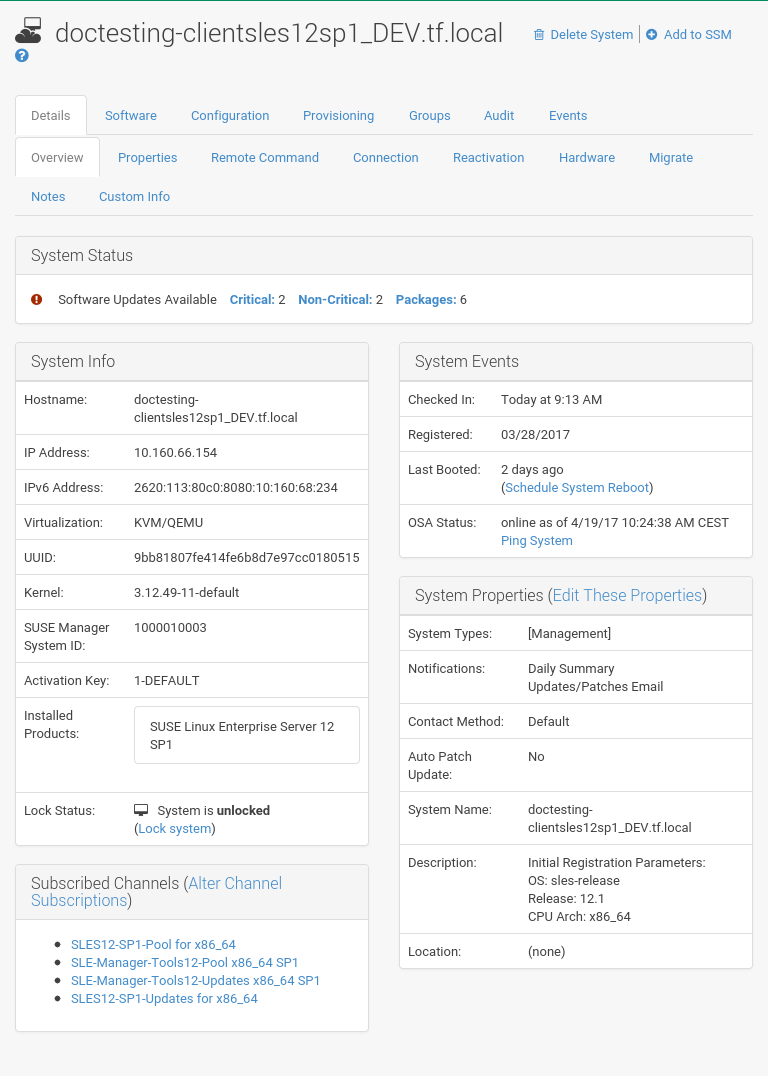 doctesting-clientsles12sp1_DEV.tf.local
Delete System | Add to SSM
Details Software Configuration Provisioning Groups Audit Events
Overview Properties Remote Command Connection Reactivation Hardware Migrate
Notes Custom Info
System Status
Software Updates Available Critical: 2 Non-Critical: 2 Packages: 6
System Info
Hostname: doctesting-
clientsles12sp1_DEV.tf.local
IP Address: 10.160.66.154
IPv6 Address: 2620:113:80c0:8080:10:160:68:234
Virtualization: KVM/QEMU
UUID: 9bb81807fe414fe6b8d7e97cc0180515
Kernel: 3.12.49-11-default
SUSE Manager 1000010003
System ID:
Activation Key: 1-DEFAULT
Installed
Products:
SUSE Linux Enterprise Server 12
SP1
Lock Status: System is unlocked
(Lock system)
Subscribed Channels (Alter Channel
Subscriptions)
SLES12-SP1-Pool for x86_64
SLE-Manager-Tools12-Pool x86_64 SP1
SLE-Manager-Tools12-Updates x86_64 SP1
SLES12-SP1-Updates for x86_64
System Events
Checked In: Today at 9:13 AM
Registered: 03/28/2017
Last Booted: 2 days ago
(Schedule System Reboot)
OSA Status: online as of 4/19/17 10:24:38 AM CEST
Ping System
System Properties (Edit These Properties)
System Types: [Management]
Notifications: Daily Summary
Updates/Patches Email
Contact Method: Default
Auto Patch No
Update:
System Name: doctesting-
clientsles12sp1_DEV.tf.local
Description: Initial Registration Parameters:
OS: sles-release
Release: 12.1
CPU Arch: x86_64
Location: (none)